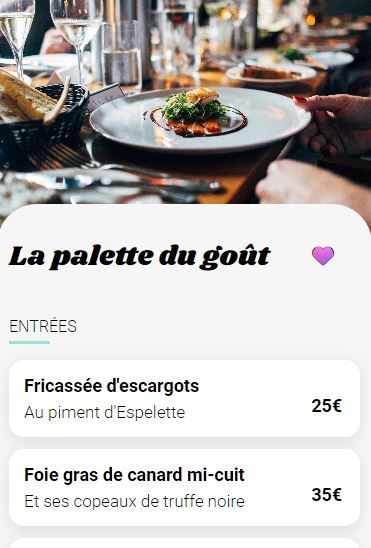 La palette du goût
ENTRÉES
Fricassée d'escargots
Au piment d'Espelette
25€
Foie gras de canard mi-cuit
Et ses copeaux de truffe noire
35€